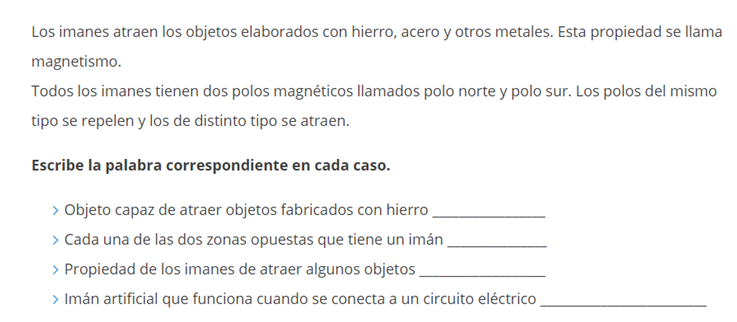 Los imanes atraen los objetos elaborados con hierro, acero y otros metales. Esta propiedad se llama
magnetismo.
Todos los imanes tienen dos polos magnéticos llamados polo norte y polo sur. Los polos del mismo
tipo se repelen y los de distinto tipo se atraen.
Escribe la palabra correspondiente en cada caso.
> Objeto capaz de atraer objetos fabricados con hierro _________________
> Cada una de las dos zonas opuestas que tiene un imán _______________
> Propiedad de los imanes de atraer algunos objetos ___________________
> Imán artificial que funciona cuando se conecta a un circuito eléctrico _________________________